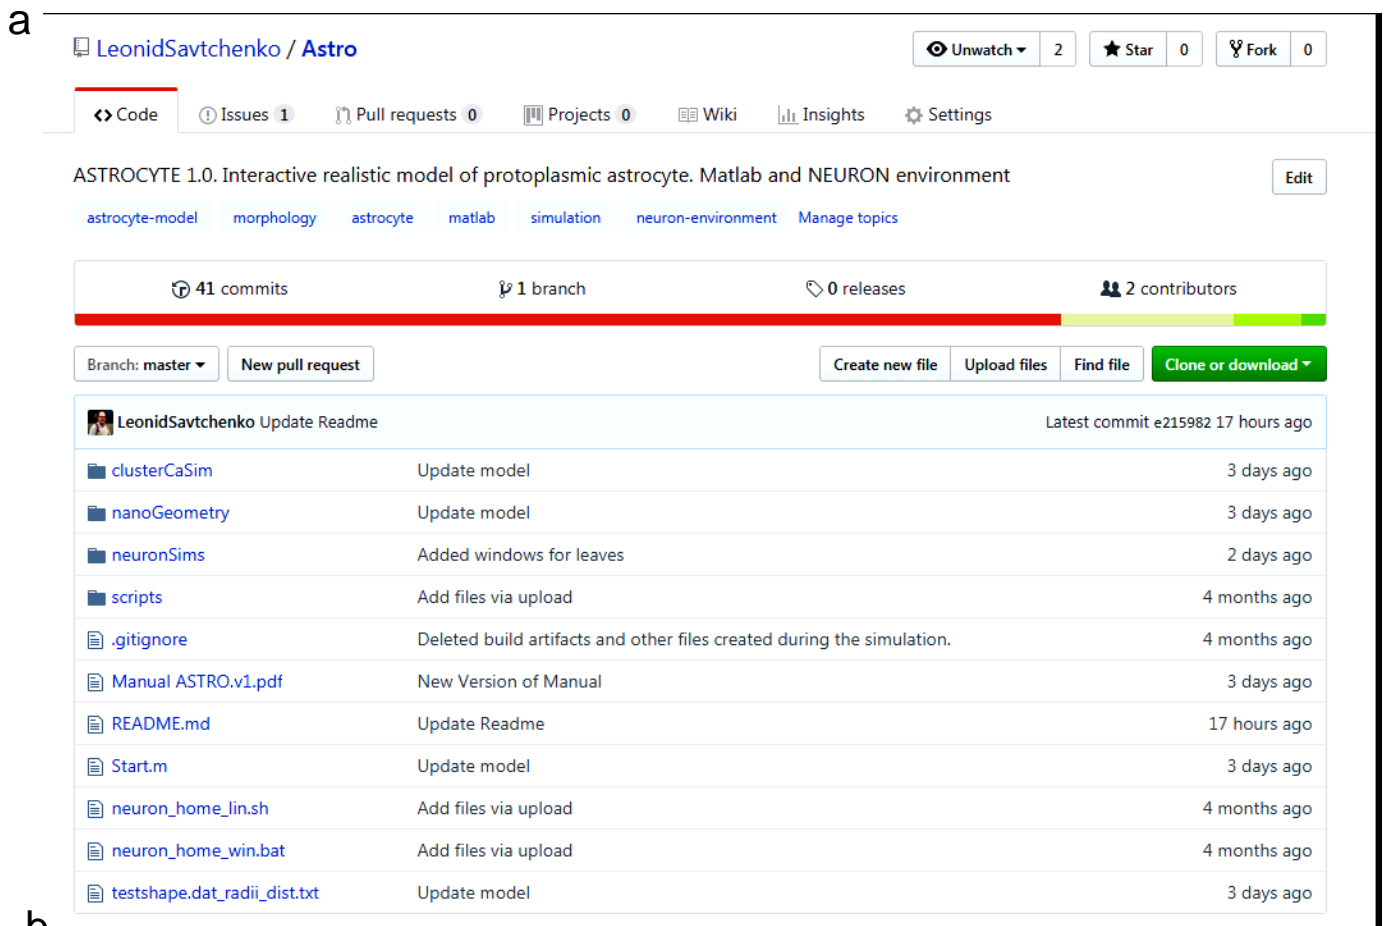 a
LeonidSavtchenko / Astro
Unwatch 2 Star 0 Fork 0
Code Issues 1 Pull requests 0 Projects 0 Wiki Insights Settings
ASTROCYTE 1.0. Interactive realistic model of protoplasmic astrocyte. Matlab and NEURON environment Edit
astrocyte-model morphology astrocyte matlab simulation neuron-environment Manage topics
41 commits 1 branch 0 releases 2 contributors
Branch: master New pull request Create new file Upload files Find file Clone or download
LeonidSavtchenko Update Readme Latest commit e215982 17 hours ago
clusterCaSim Update model 3 days ago
nanoGeometry Update model 3 days ago
neuronSims Added windows for leaves 2 days ago
scripts Add files via upload 4 months ago
.gitignore Deleted build artifacts and other files created during the simulation. 4 months ago
Manual ASTRO.v1.pdf New Version of Manual 3 days ago
README.md Update Readme 17 hours ago
Start.m Update model 3 days ago
neuron_home_lin.sh Add files via upload 4 months ago
neuron_home_win.bat Add files via upload 4 months ago
testshape.dat_radii_dist.txt Update model 3 days ago
b